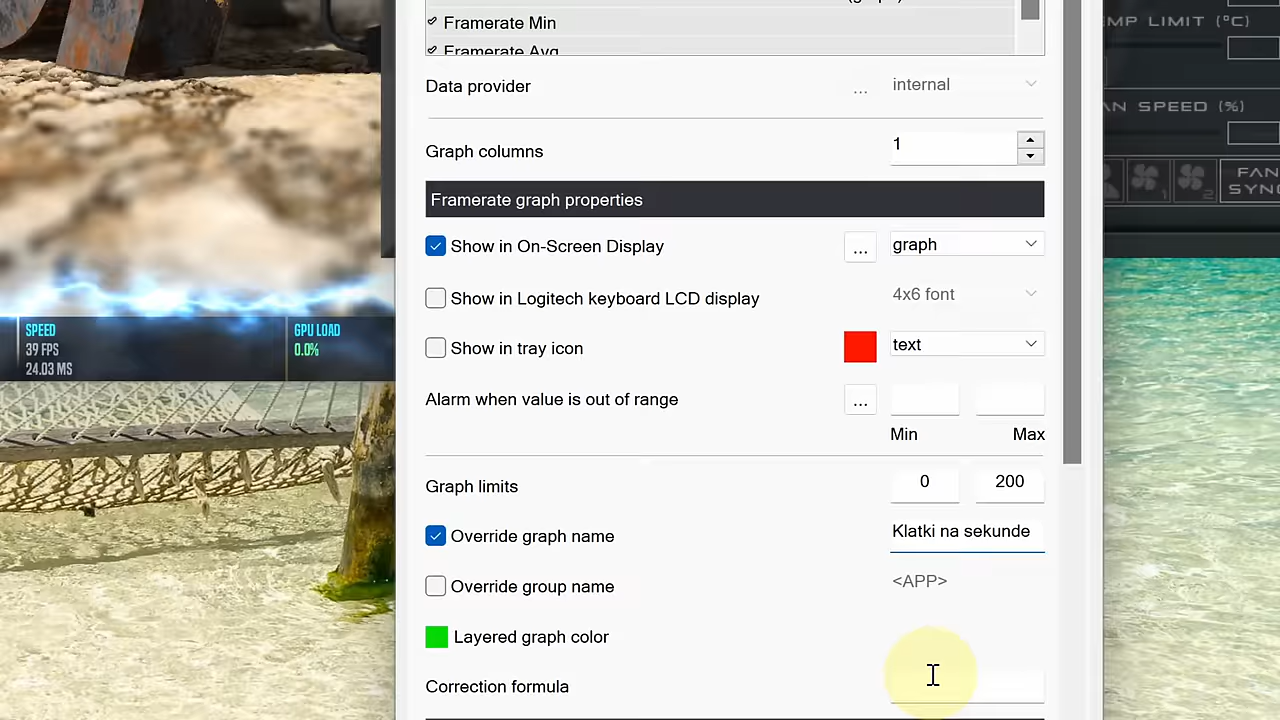 Framerate Min
Framerate Avg
Data provider
... internal
Graph columns
1
Framerate graph properties
Show in On-Screen Display
... graph
Show in Logitech keyboard LCD display
4x6 font
Show in tray icon
text
Alarm when value is out of range
...
Min Max
Graph limits
0 200
Override graph name
Klatki na sekunde
Override group name
<APP>
Layered graph color
Correction formula
SPEED
39 FPS
24.03 MS
GPU LOAD
0.0%
LIMIT (°C)
SPEED (%)
1 2
FAN
SYNC